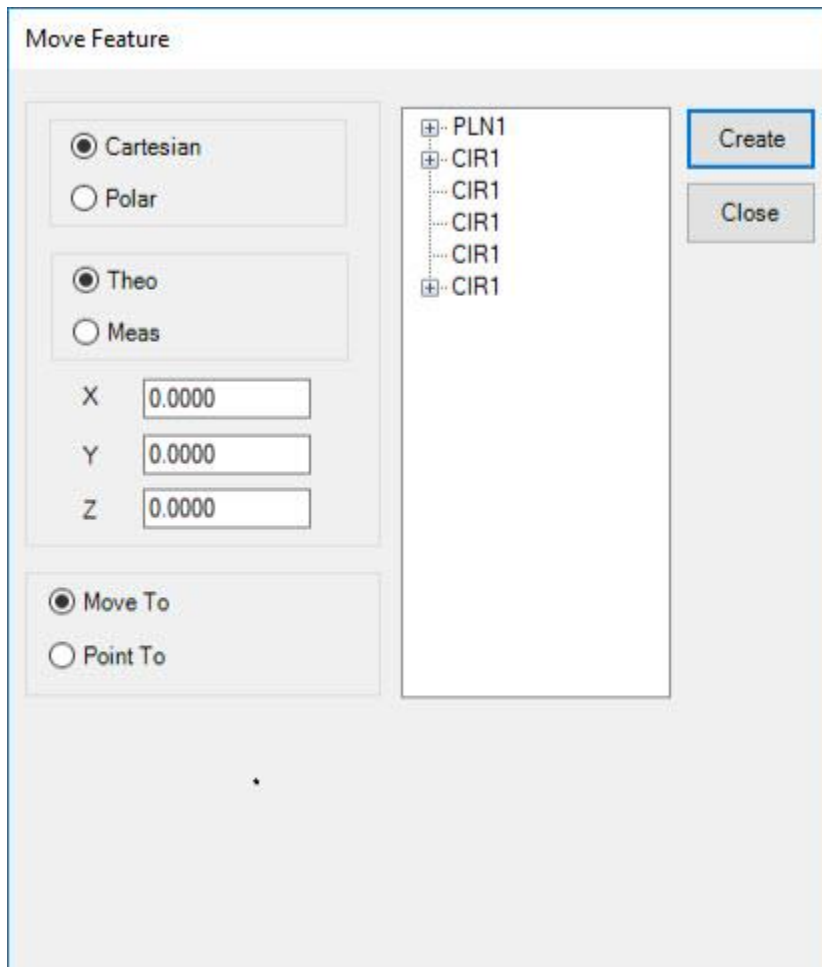 Move Feature
Cartesian
Polar
Theo
Meas
X 0.0000
Y 0.0000
Z 0.0000
Move To
Point To
PLN1
CIR1
CIR1
CIR1
CIR1
CIR1
Create
Close